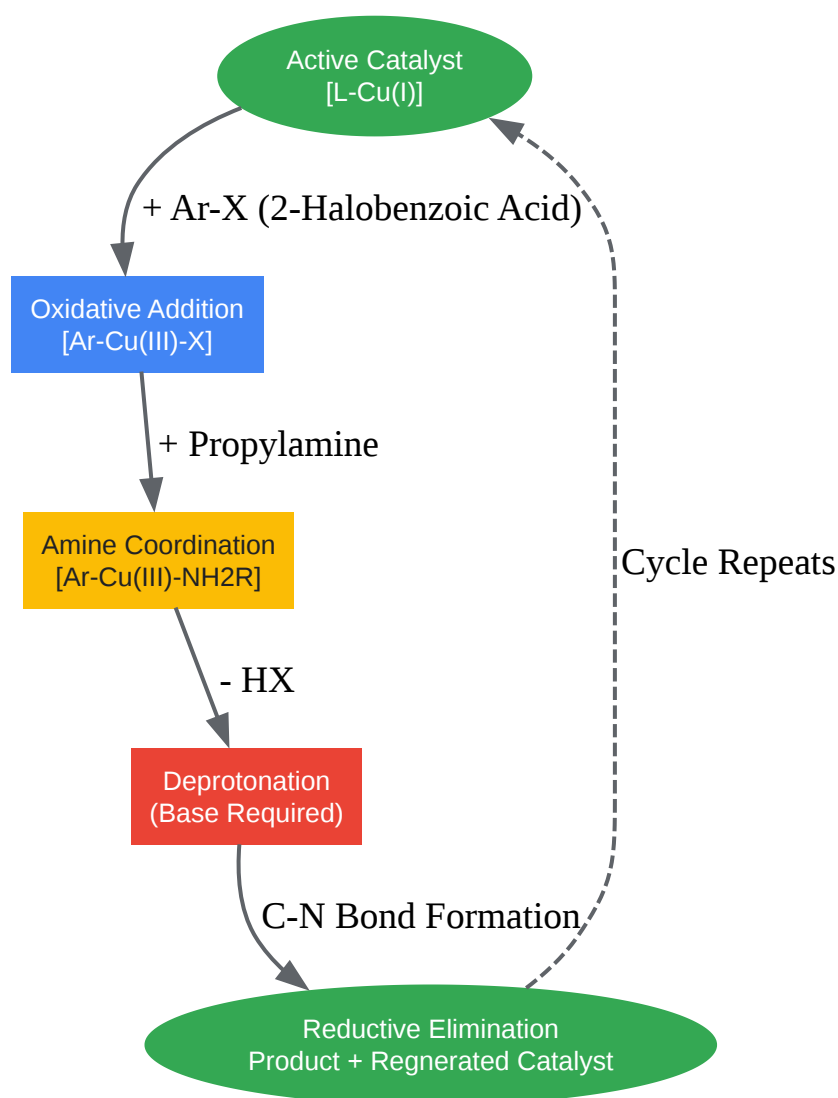 Active Catalyst
[L-Cu(I)]
+ Ar-X (2-Halobenzoic Acid)
Oxidative Addition
[Ar-Cu(III)-X]
+ Propylamine
Amine Coordination
[Ar-Cu(III)-NH2R]
Cycle Repeats
- HX
Deprotonation
(Base Required)
C-N Bond Formation
Reductive Elimination
Product + Regnerated Catalyst